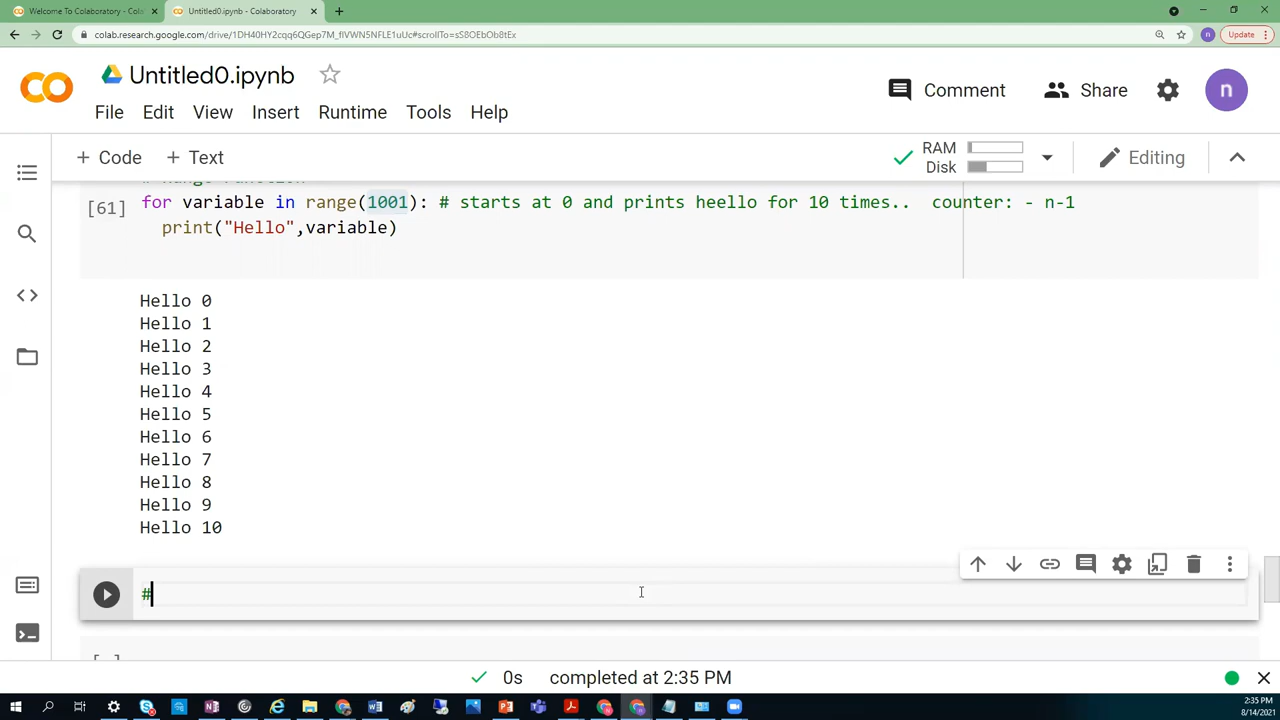 Welcome To Colaboratory - Colo
Untitled0.ipynb - Colaboratory
colab.research.google.com/drive/1DH40HY2cqq6QGep7M_fIVWN5NFLE1uUc#scrollTo=sS8OEbOb8tEx
n
Update
Untitled0.ipynb
Comment
Share
n
File Edit View Insert Runtime Tools Help
+ Code + Text
RAM
Disk
Editing
[61]
for variable in range(1001): # starts at 0 and prints heello for 10 times.. counter: - n-1
print("Hello",variable)
Hello 0
Hello 1
Hello 2
Hello 3
Hello 4
Hello 5
Hello 6
Hello 7
Hello 8
Hello 9
Hello 10
#
0s completed at 2:35 PM
2:35 PM
8/14/2021